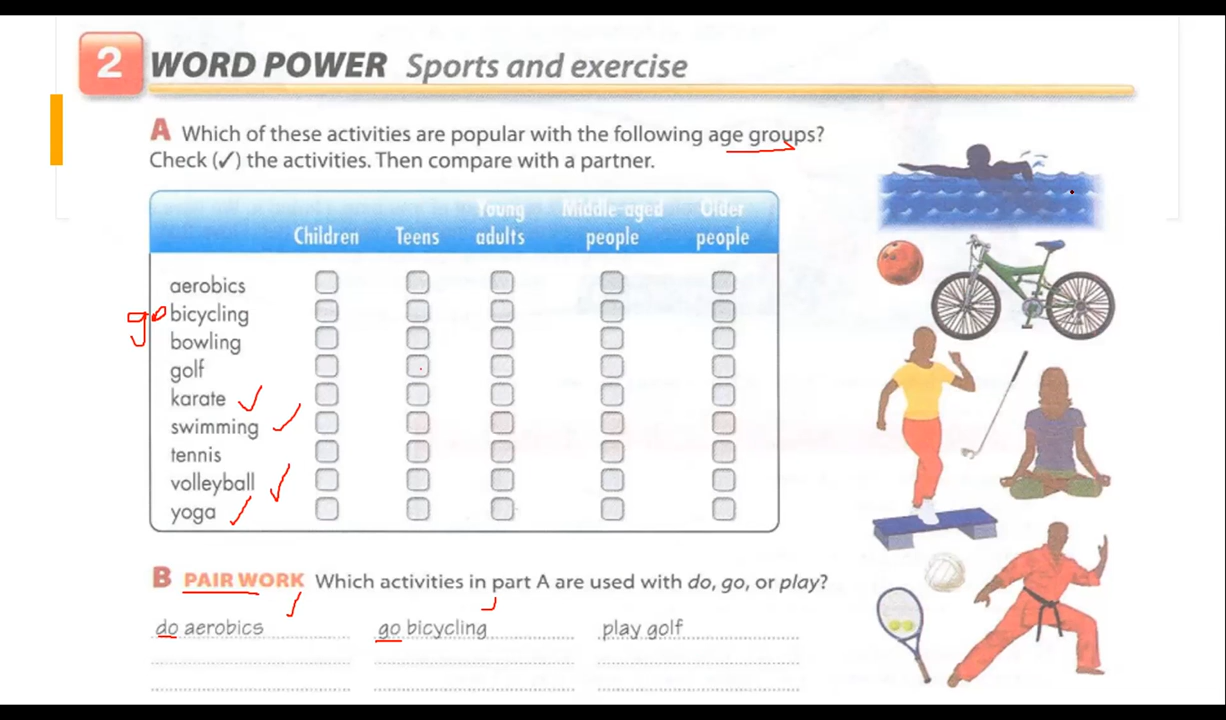 2 WORD POWER Sports and exercise
A Which of these activities are popular with the following age groups?
Check (✓) the activities. Then compare with a partner.
Children Teens Young adults Middle-aged people Older people
aerobics
go bicycling
bowling
golf
karate ✓
swimming ✓
tennis
volleyball ✓
yoga ✓
B PAIR WORK Which activities in part A are used with do, go, or play?
do aerobics go bicycling play golf